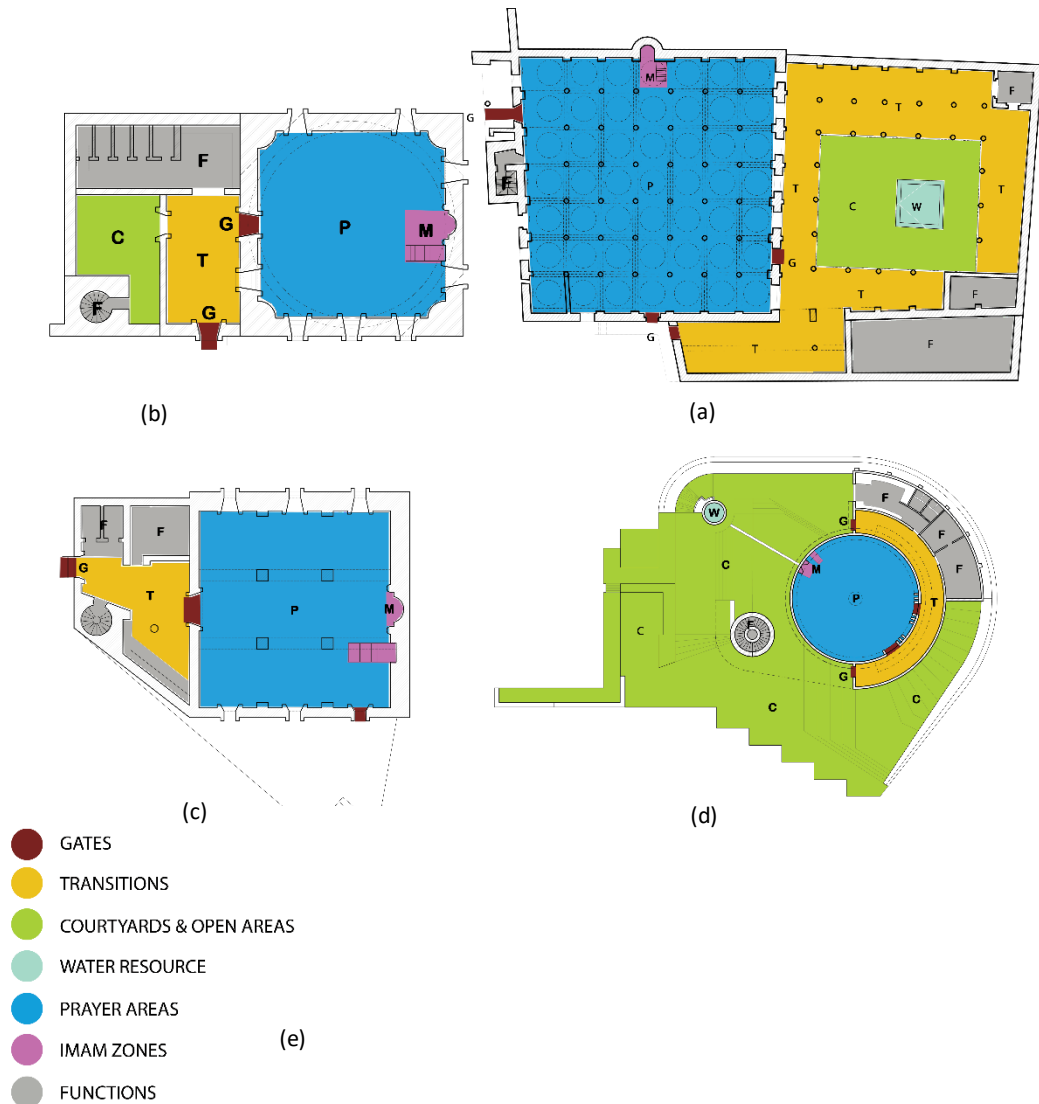 F
C
G
P
M
T
F
G
(b)
M
F
T
G
P
F
T
C
W
T
G
T
F
G
T
F
(a)
F
F
G
T
P
M
(c)
F
W
G
F
C
M
F
P
T
F
C
G
C
C
(d)
GATES
TRANSITIONS
COURTYARDS & OPEN AREAS
WATER RESOURCE
PRAYER AREAS
IMAM ZONES
FUNCTIONS
(e)